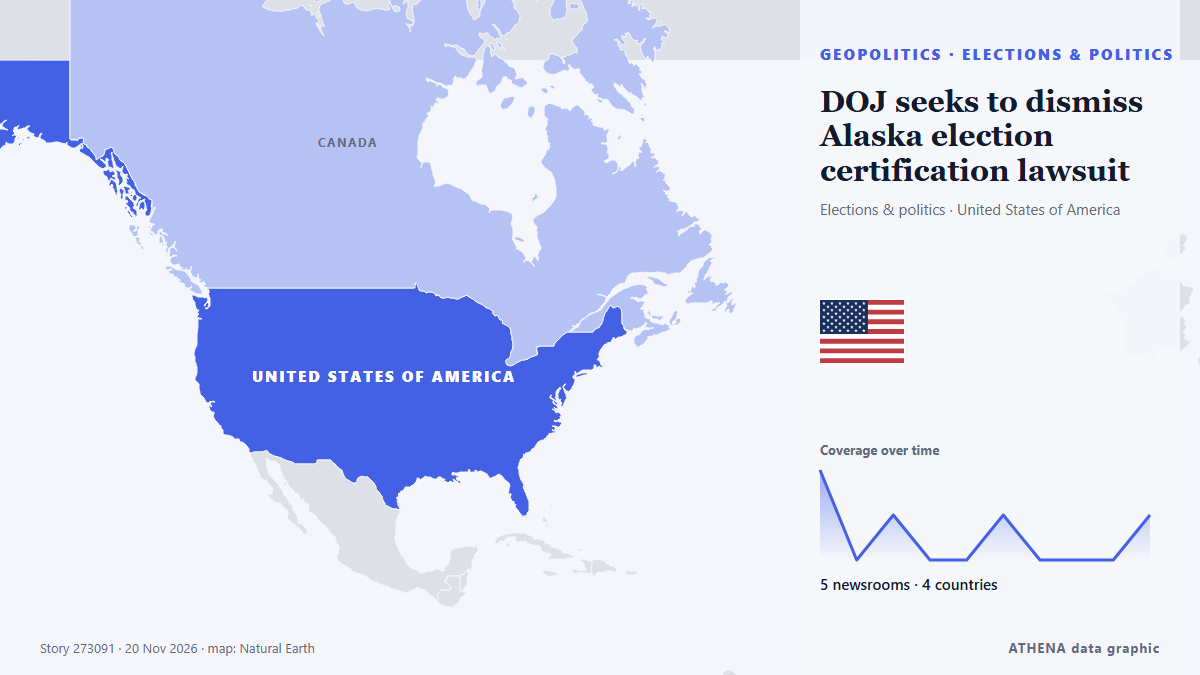 GEOPOLITICS · ELECTIONS & POLITICS
DOJ seeks to dismiss
Alaska election
certification lawsuit
Elections & politics · United States of America
CANADA
UNITED STATES OF AMERICA
Coverage over time
5 newsrooms · 4 countries
Story 273091 · 20 Nov 2026 · map: Natural Earth
ATHENA data graphic